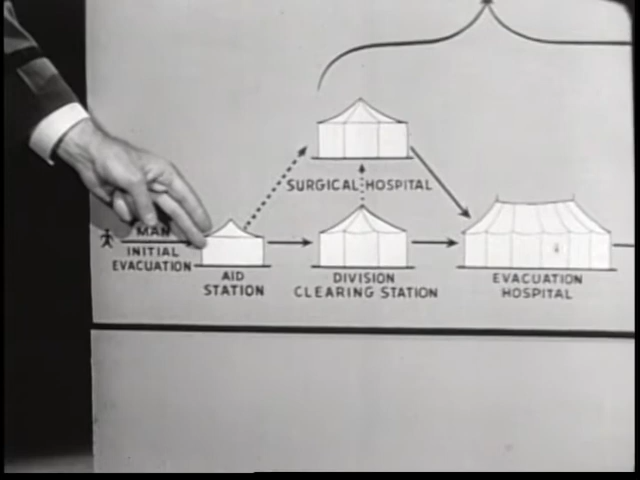 SURGICAL HOSPITAL
MAN
INITIAL
EVACUATION
AID
STATION
DIVISION
CLEARING STATION
EVACUATION
HOSPITAL